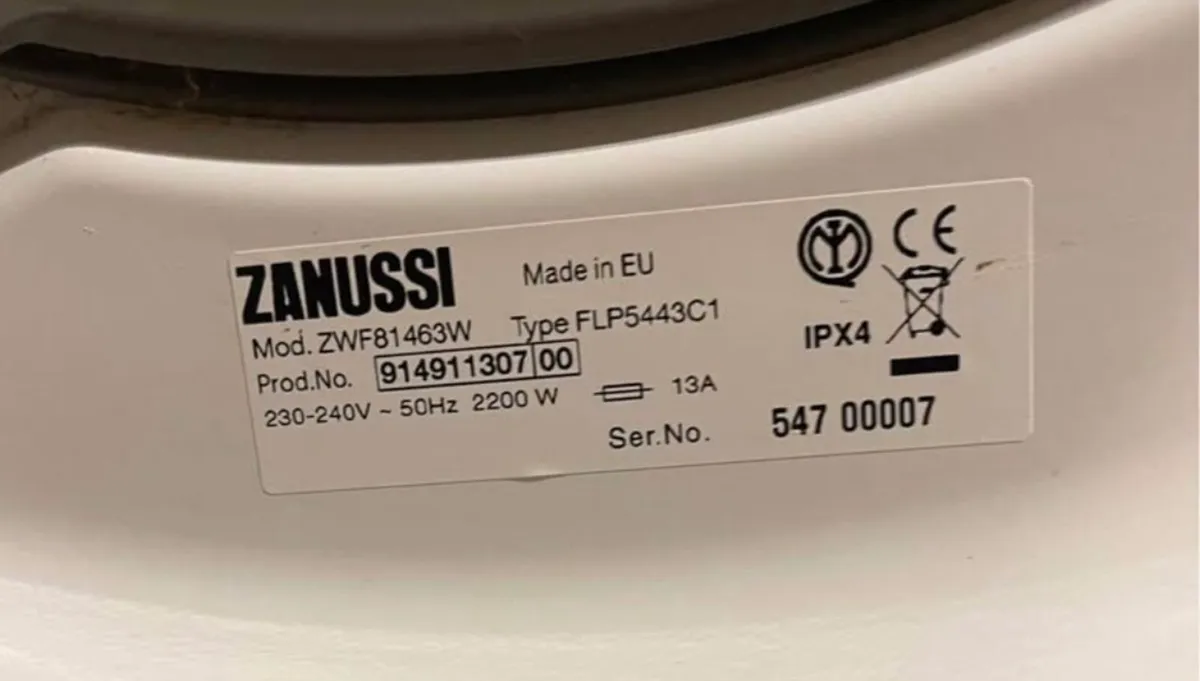 ZANUSSI Made in EU CE
Mod. ZWF81463W Type FLP5443C1 IPX4
Prod.No. 914911307 00
230-240V ~ 50Hz 2200 W 13A
Ser.No. 547 00007